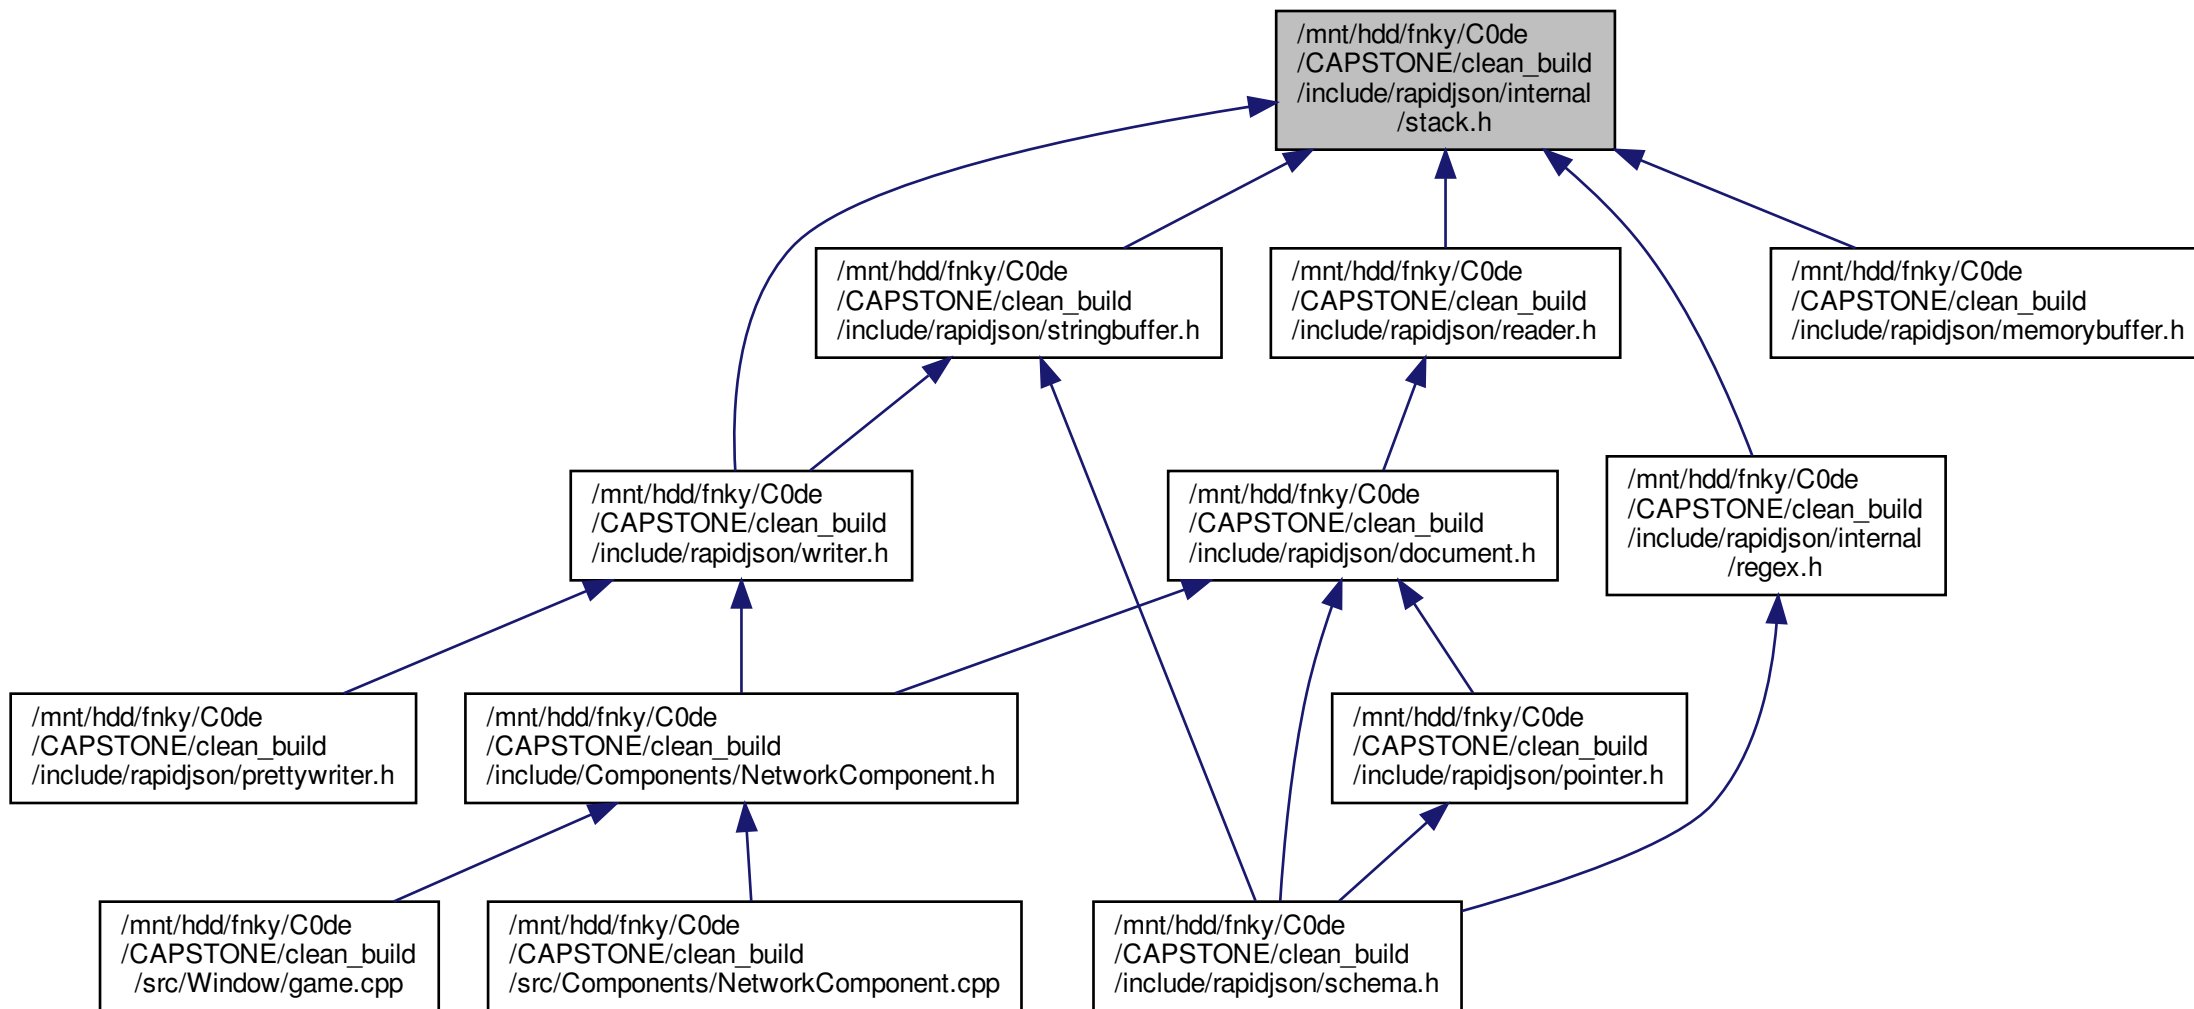 /mnt/hdd/fnky/C0de
/CAPSTONE/clean_build
/include/rapidjson/internal
/stack.h
/mnt/hdd/fnky/C0de
/CAPSTONE/clean_build
/include/rapidjson/stringbuffer.h
/mnt/hdd/fnky/C0de
/CAPSTONE/clean_build
/include/rapidjson/reader.h
/mnt/hdd/fnky/C0de
/CAPSTONE/clean_build
/include/rapidjson/memorybuffer.h
/mnt/hdd/fnky/C0de
/CAPSTONE/clean_build
/include/rapidjson/writer.h
/mnt/hdd/fnky/C0de
/CAPSTONE/clean_build
/include/rapidjson/document.h
/mnt/hdd/fnky/C0de
/CAPSTONE/clean_build
/include/rapidjson/internal
/regex.h
/mnt/hdd/fnky/C0de
/CAPSTONE/clean_build
/include/rapidjson/prettywriter.h
/mnt/hdd/fnky/C0de
/CAPSTONE/clean_build
/include/Components/NetworkComponent.h
/mnt/hdd/fnky/C0de
/CAPSTONE/clean_build
/include/rapidjson/pointer.h
/mnt/hdd/fnky/C0de
/CAPSTONE/clean_build
/src/Window/game.cpp
/mnt/hdd/fnky/C0de
/CAPSTONE/clean_build
/src/Components/NetworkComponent.cpp
/mnt/hdd/fnky/C0de
/CAPSTONE/clean_build
/include/rapidjson/schema.h